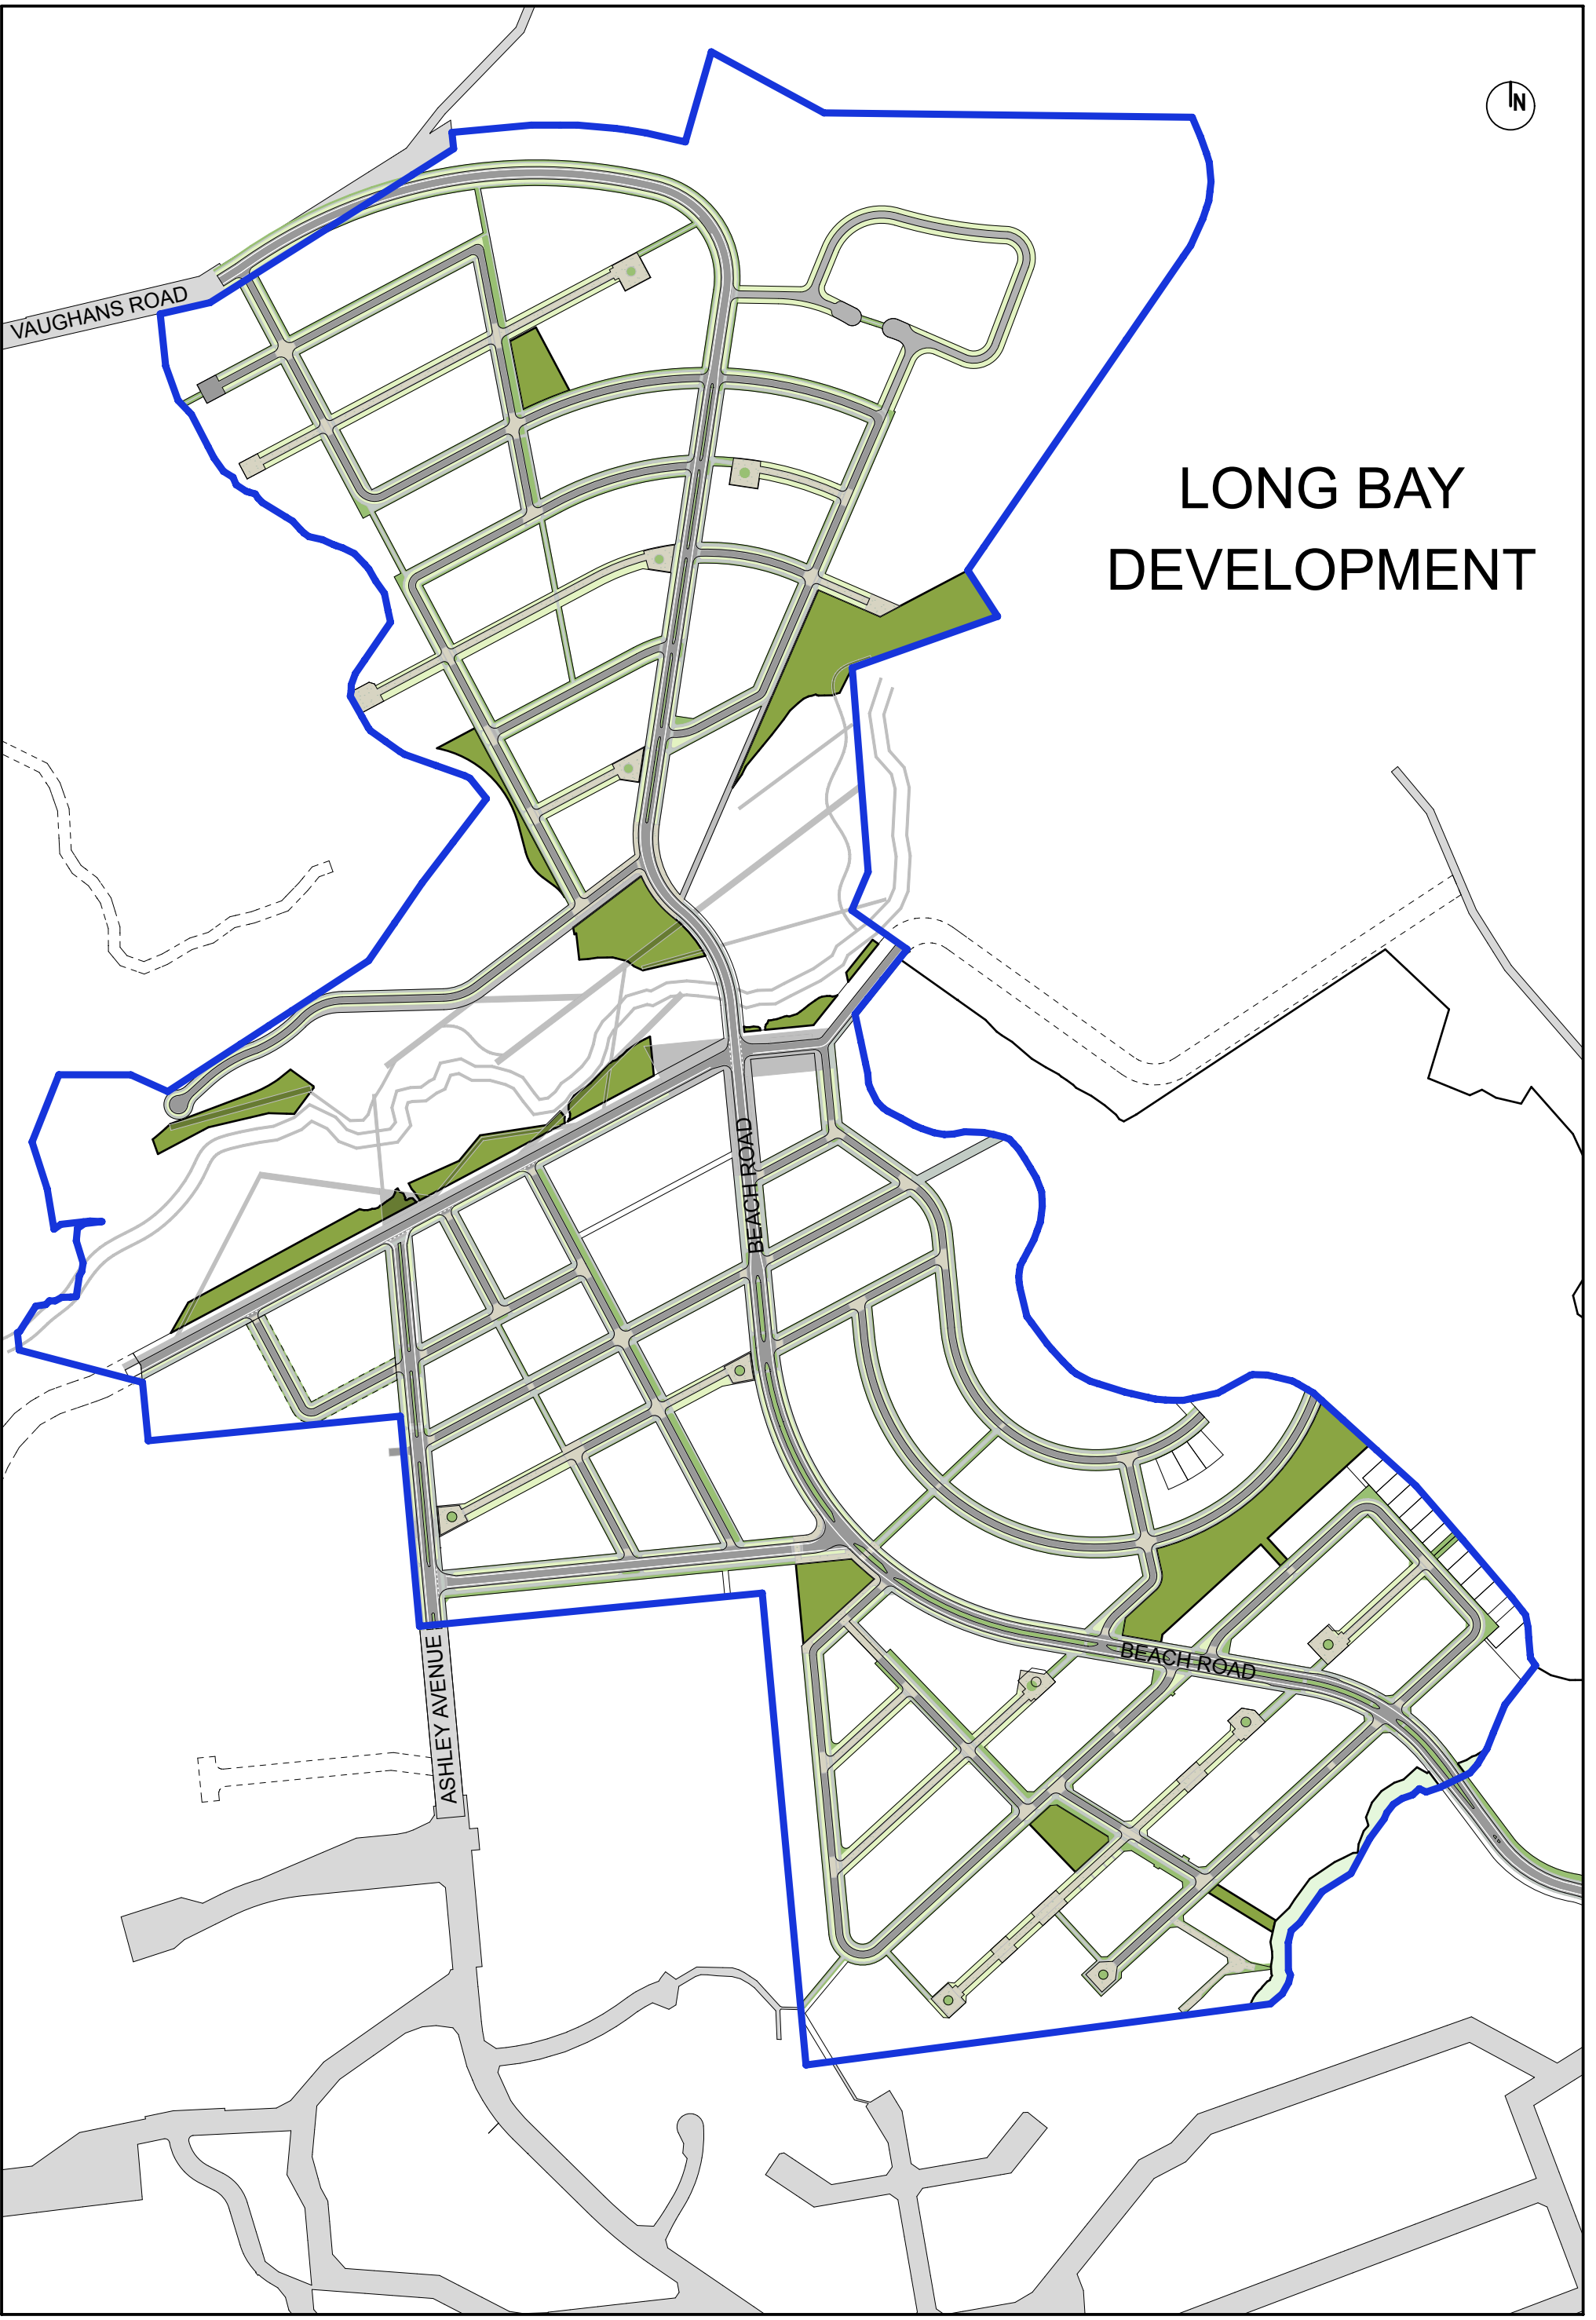 N
VAUGHANS ROAD
LONG BAY
DEVELOPMENT
BEACH ROAD
BEACH ROAD
ASHLEY AVENUE